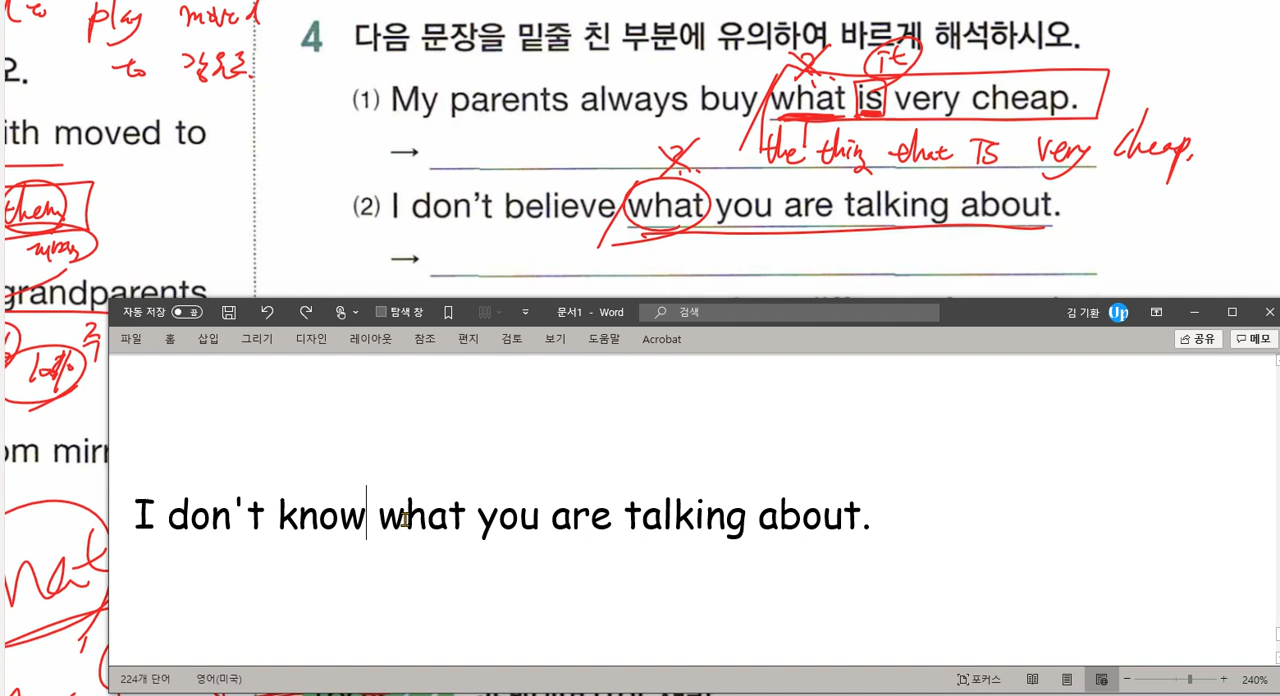 to play moved
to 같으로
4 다음 문장을 밑줄 친 부분에 유의하여 바르게 해석하시오.
2.
it
(1) My parents always buy what is very cheap.
ith moved to
→ the thing that is very cheap.
them
(2) I don't believe what you are talking about.
→
grandparents
자동 저장 끔 탐색 창 문서1 - Word 검색 김 기환 Up
파일 홈 삽입 그리기 디자인 레이아웃 참조 편지 검토 보기 도움말 Acrobat 공유 메모
om mirr
I don't know what you are talking about.
224개 단어 영어(미국) 포커스 240%